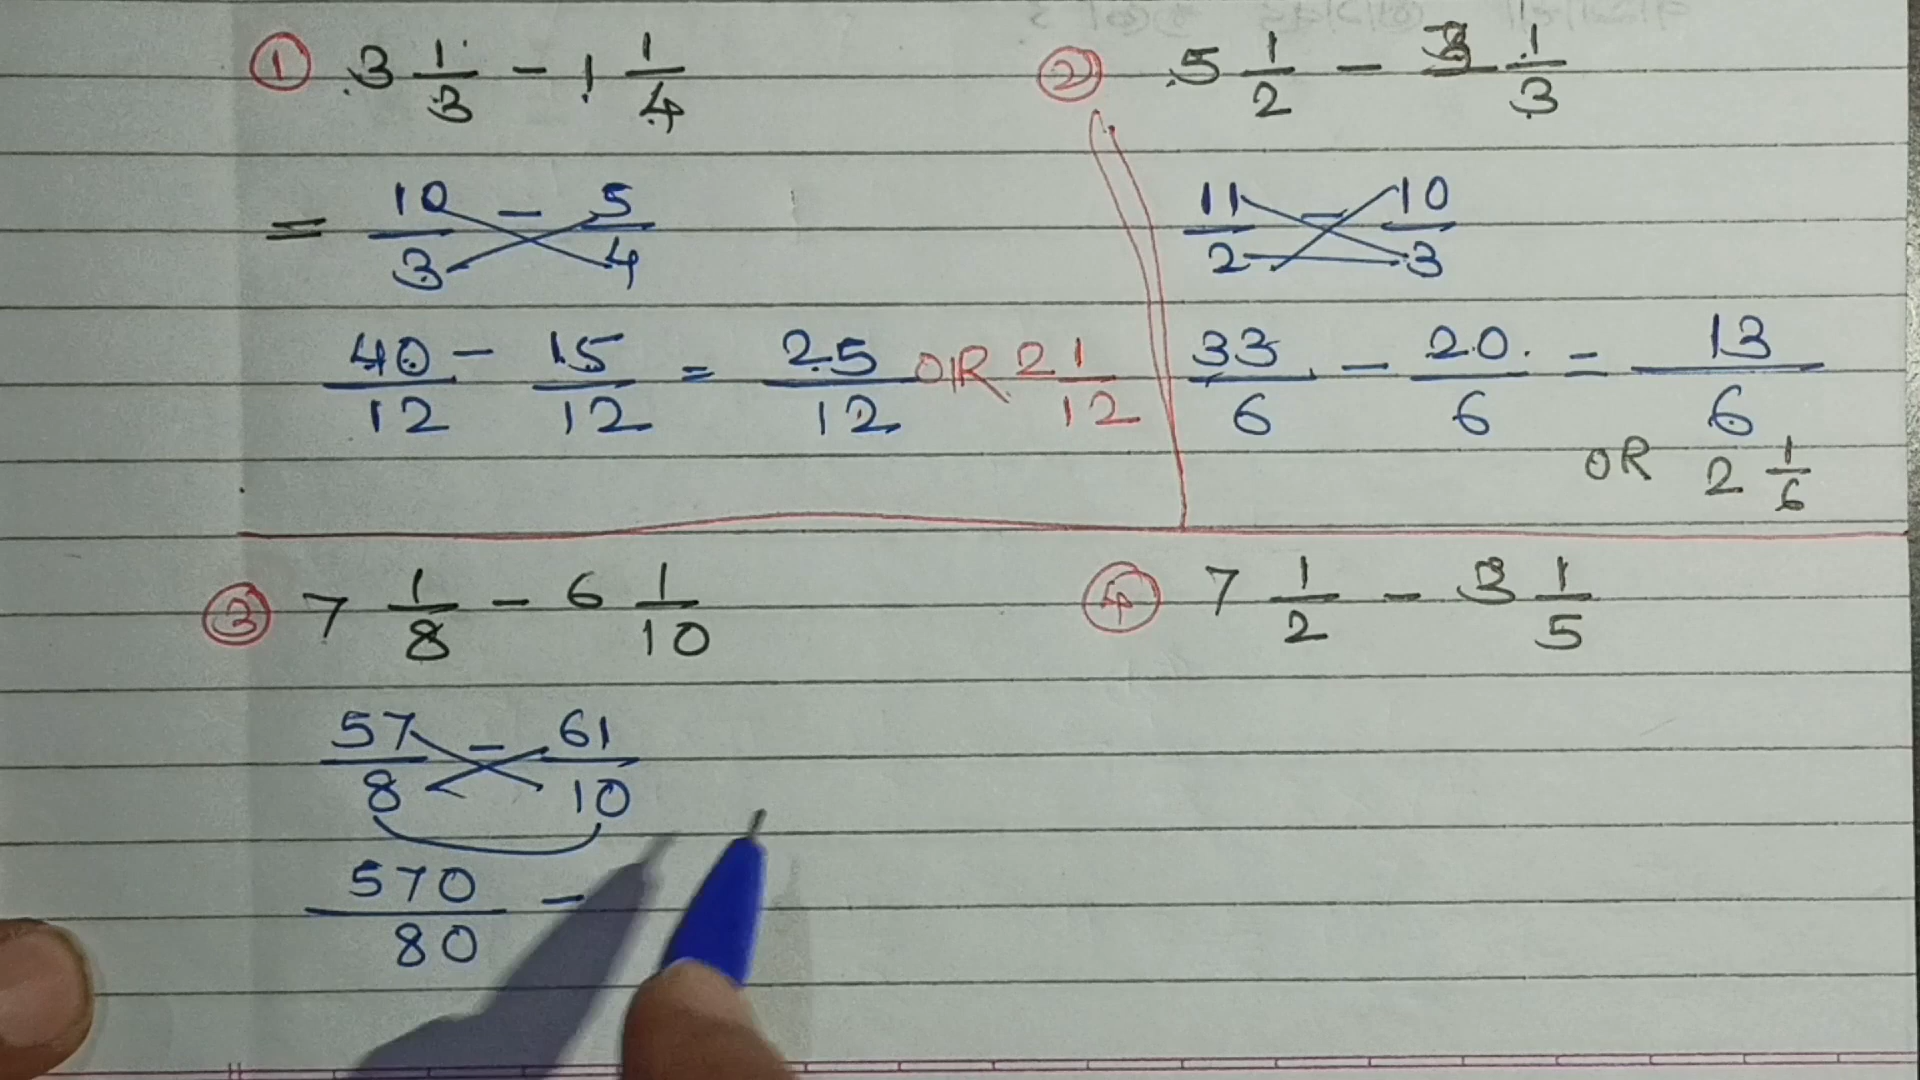 ① 3 1/3 - 1 1/4
= 10/3 - 5/4
40/12 - 15/12 = 25/12 OR 2 1/12
② 5 1/2 - 3 1/3
11/2 - 10/3
33/6 - 20/6 = 13/6
OR 2 1/6
③ 7 1/8 - 6 1/10
57/8 - 61/10
570/80 -
④ 7 1/2 - 3 1/5